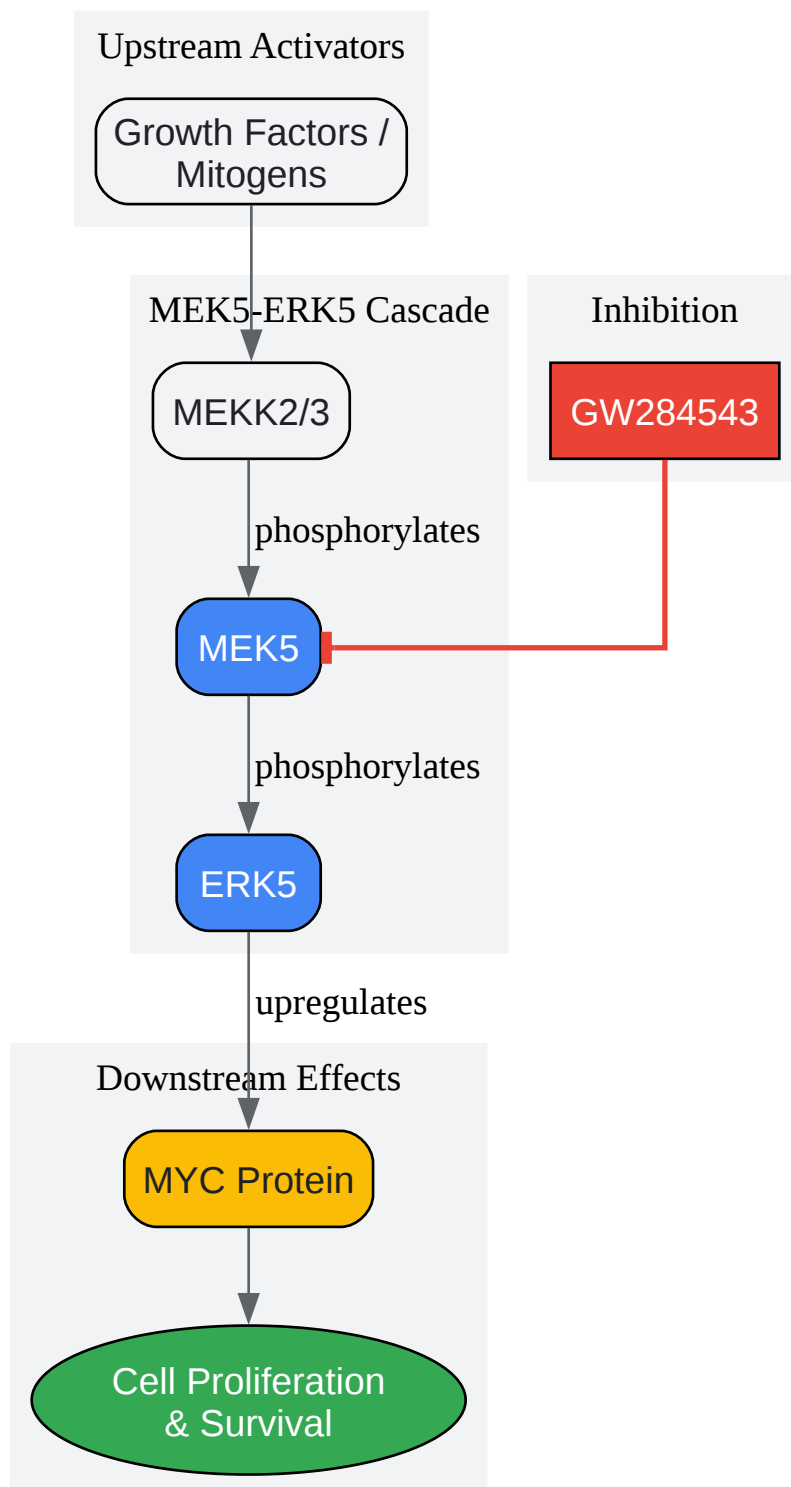 Upstream Activators
Growth Factors /
Mitogens
MEK5-ERK5 Cascade
Inhibition
MEKK2/3
GW284543
phosphorylates
MEK5
phosphorylates
ERK5
upregulates
Downstream Effects
MYC Protein
Cell Proliferation
& Survival